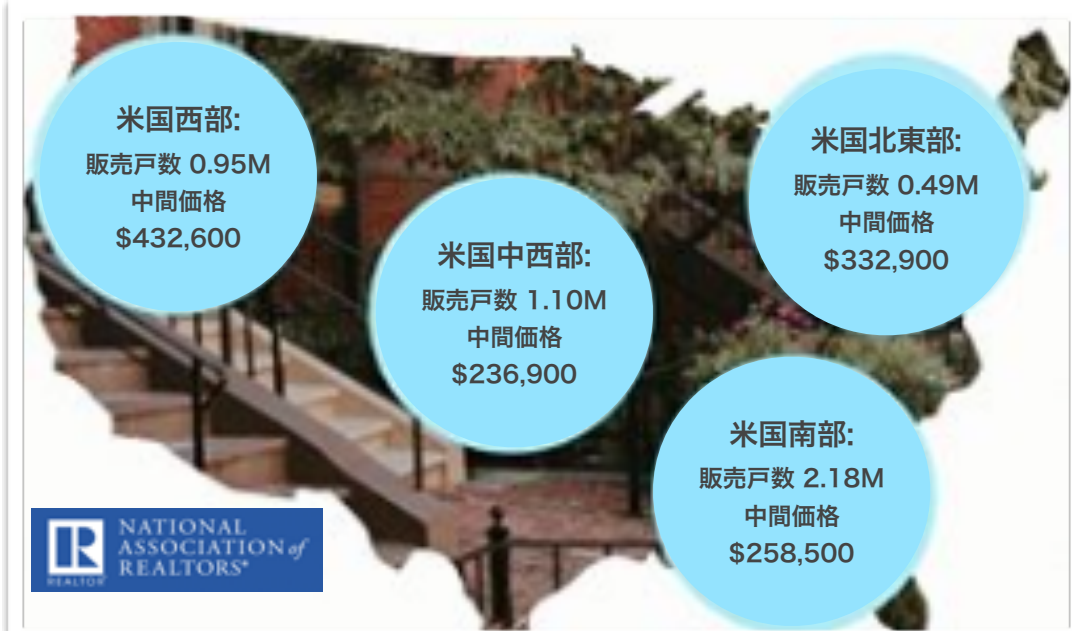 米国西部:
販売戸数 0.95M
中間価格
$432,600
米国北東部:
販売戸数 0.49M
中間価格
$332,900
米国中西部:
販売戸数 1.10M
中間価格
$236,900
米国南部:
販売戸数 2.18M
中間価格
$258,500
NATIONAL
ASSOCIATION of
REALTORS®
REALTOR®